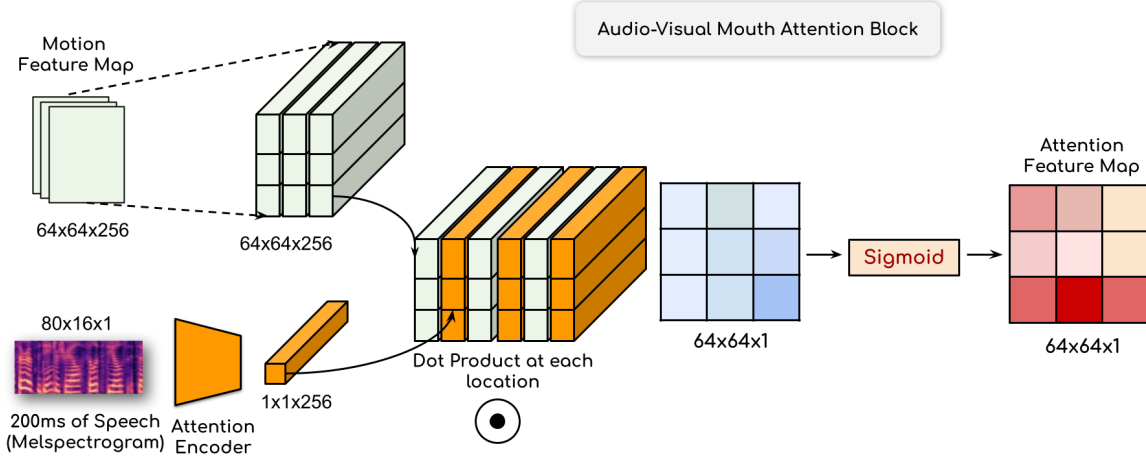 Audio-Visual Mouth Attention Block
Motion
Feature Map
64x64x256
64x64x256
80x16x1
200ms of Speech
(Melspectrogram)
Attention
Encoder
1x1x256
Dot Product at each
location
64x64x1
Sigmoid
Attention
Feature Map
64x64x1